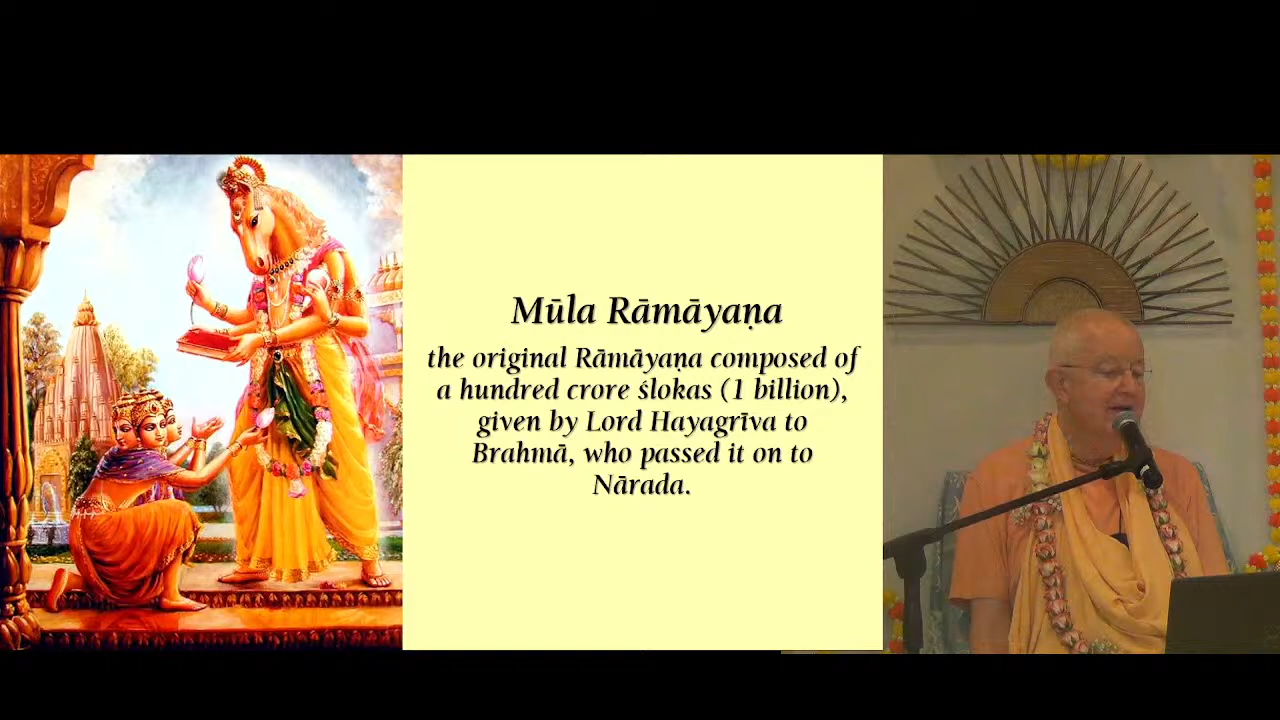 Mūla Rāmāyaṇa
the original Rāmāyaṇa composed of
a hundred crore ślokas (1 billion),
given by Lord Hayagrīva to
Brahmā, who passed it on to
Nārada.